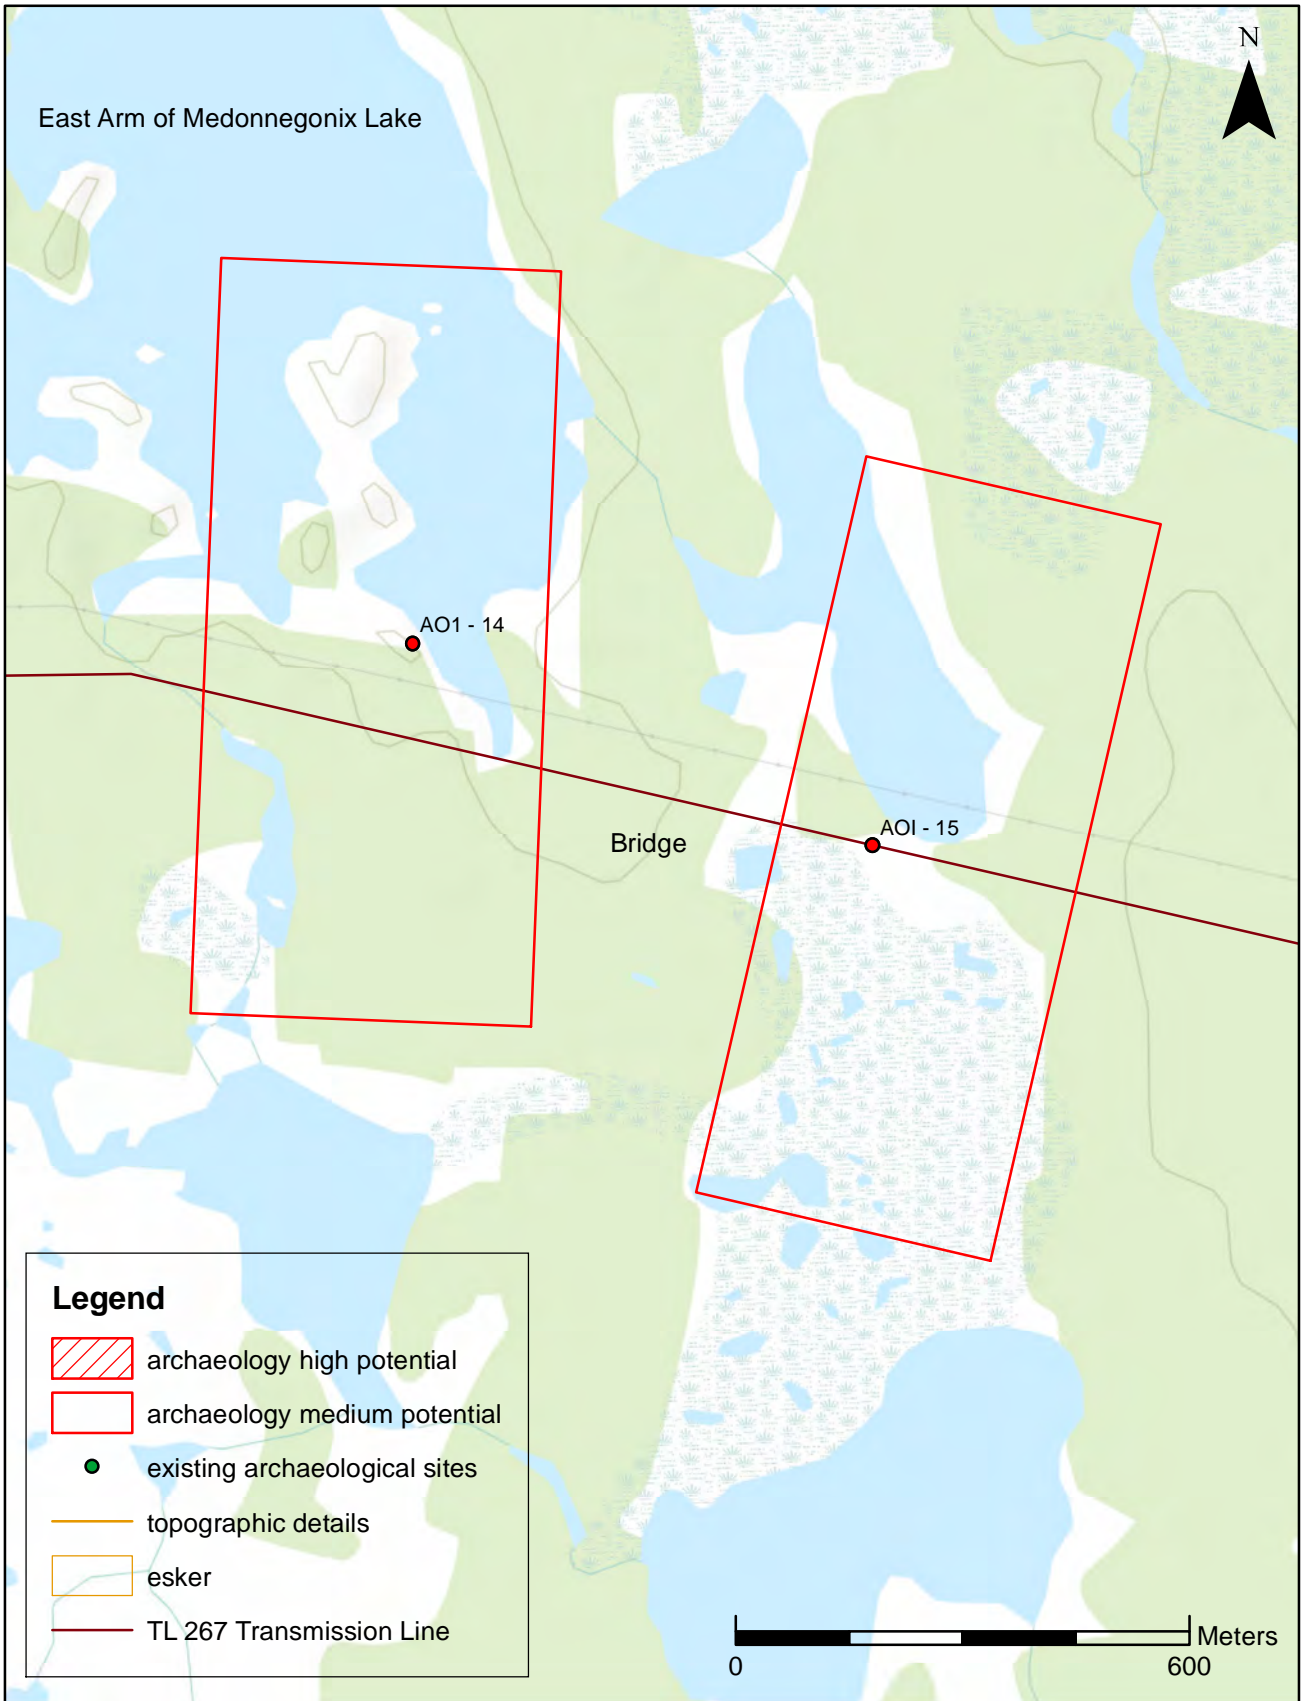 N
East Arm of Medonnegonix Lake
AO1 - 14
AOI - 15
Bridge
Legend
archaeology high potential
archaeology medium potential
existing archaeological sites
topographic details
esker
TL 267 Transmission Line
Meters
0 600